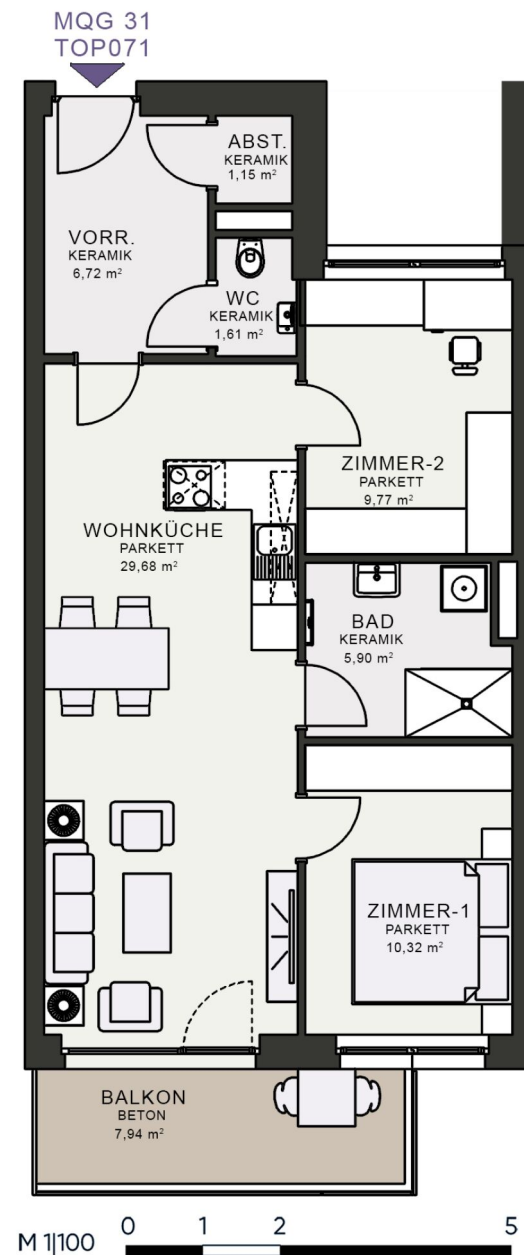 MQG 31
TOP071
ABST.
KERAMIK
1,15 m²
VORR.
KERAMIK
6,72 m²
WC
KERAMIK
1,61 m²
ZIMMER-2
PARKETT
9,77 m²
WOHNKÜCHE
PARKETT
29,68 m²
BAD
KERAMIK
5,90 m²
ZIMMER-1
PARKETT
10,32 m²
BALKON
BETON
7,94 m²
M 1|100
0 1 2 5